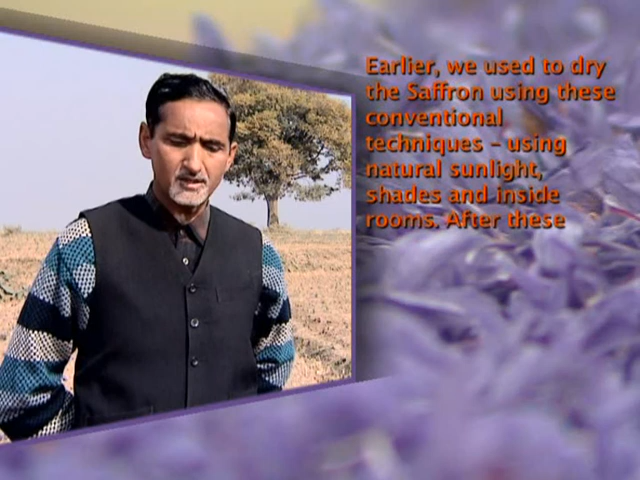 Earlier, we used to dry
the Saffron using these
conventional
techniques – using
natural sunlight,
shades and inside
rooms. After these